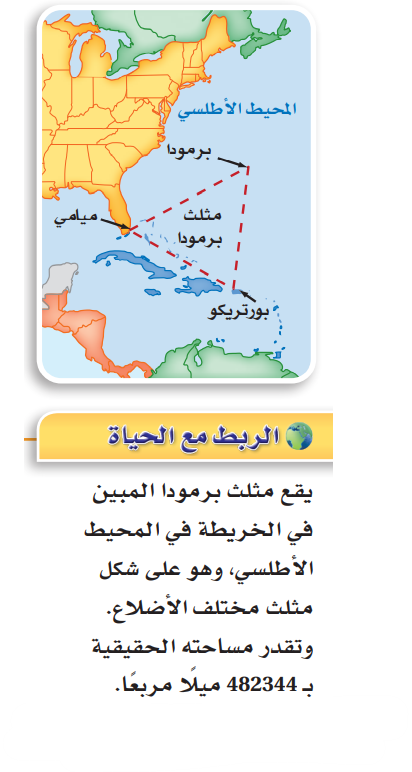 المحيط الأطلسي
برمودا
ميامي
مثلث
برمودا
بورتريكو
الربط مع الحياة
يقع مثلث برمودا المبين
في الخريطة في المحيط
الأطلسي، وهو على شكل
مثلث مختلف الأضلاع.
وتقدر مساحته الحقيقية
بـ 482344 ميلًا مربعًا.